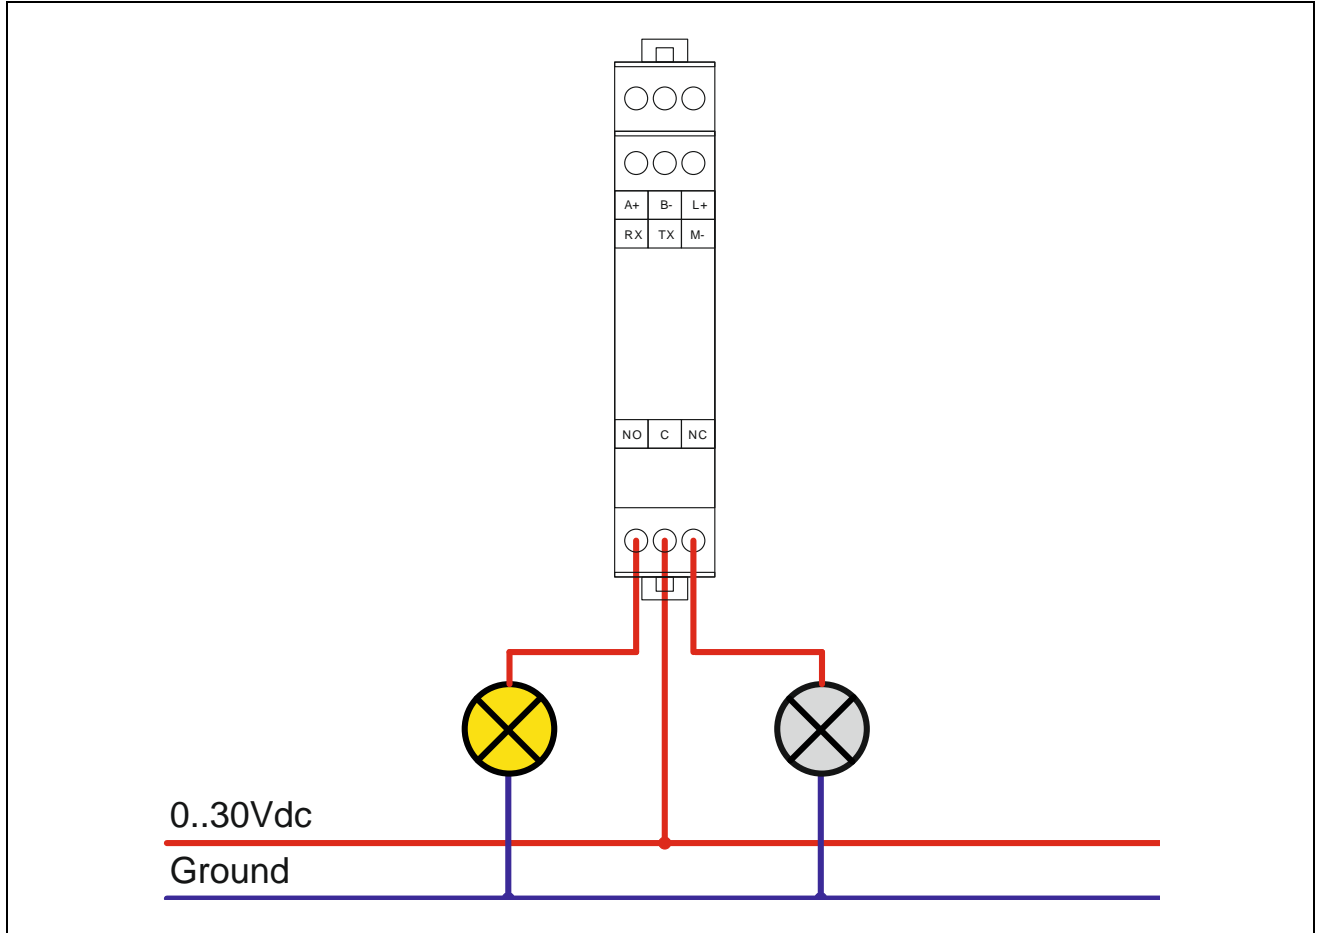 A+ B- L+
RX TX M-
NO C NC
0..30Vdc
Ground